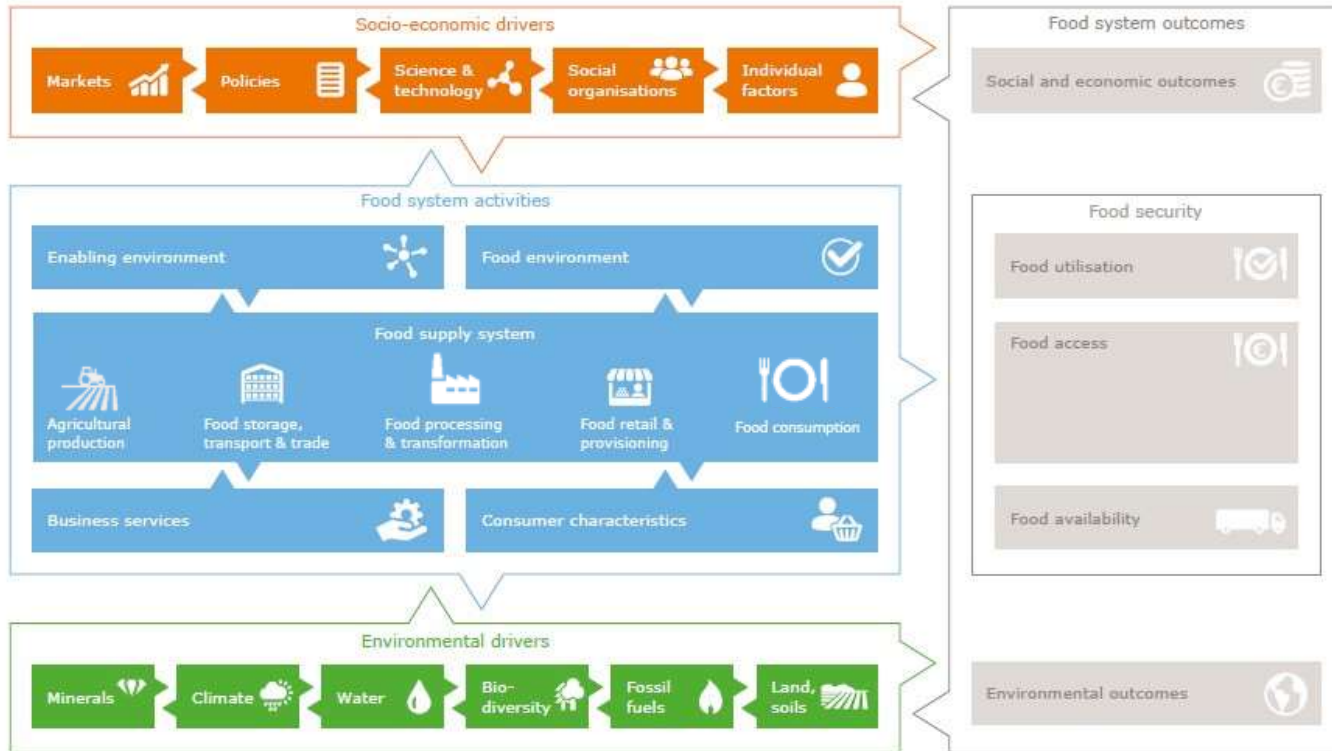 Socio-economic drivers
Markets
Policies
Science &
technology
Social
organisations
Individual
factors
Food system activities
Enabling environment
Food environment
Food supply system
Agricultural
production
Food storage,
transport & trade
Food processing
& transformation
Food retail &
provisioning
Food consumption
Business services
Consumer characteristics
Environmental drivers
Minerals
Climate
Water
Bio-
diversity
Fossil
fuels
Land,
soils
Food system outcomes
Social and economic outcomes
Food security
Food utilisation
Food access
Food availability
Environmental outcomes